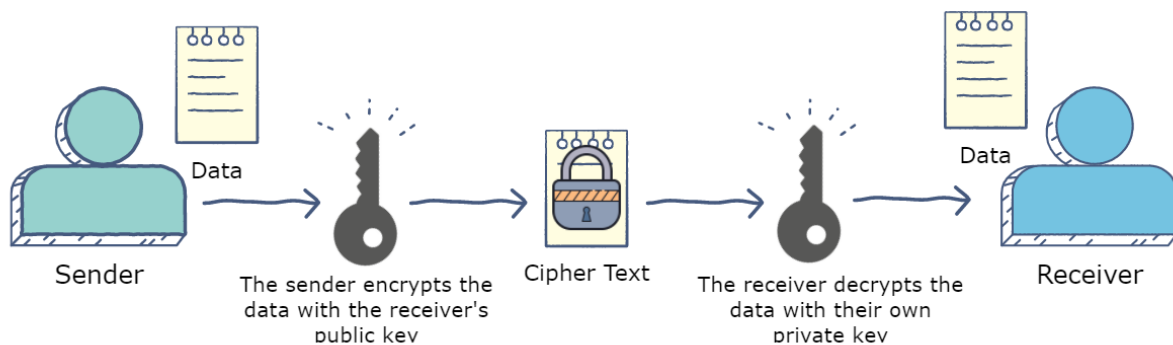 Data
Sender
The sender encrypts the
data with the receiver's
public key
Cipher Text
The receiver decrypts the
data with their own
private key
Data
Receiver